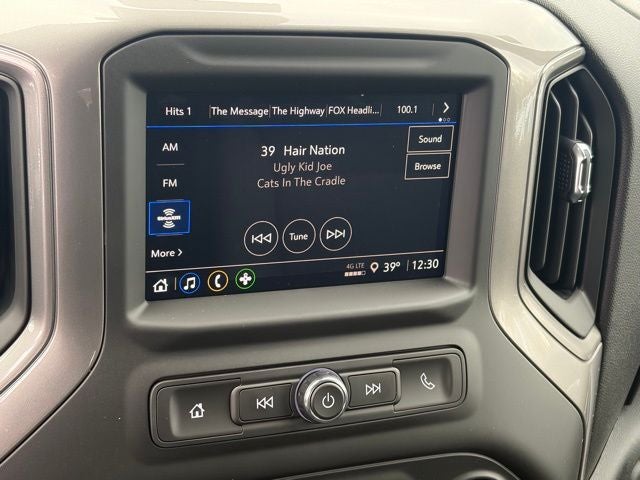 Hits 1 The Message The Highway FOX Headli... 100.1
AM
39 Hair Nation
Sound
Ugly Kid Joe
Browse
FM
Cats In The Cradle
SiriusXM
Tune
More
4G LTE
39° 12:30